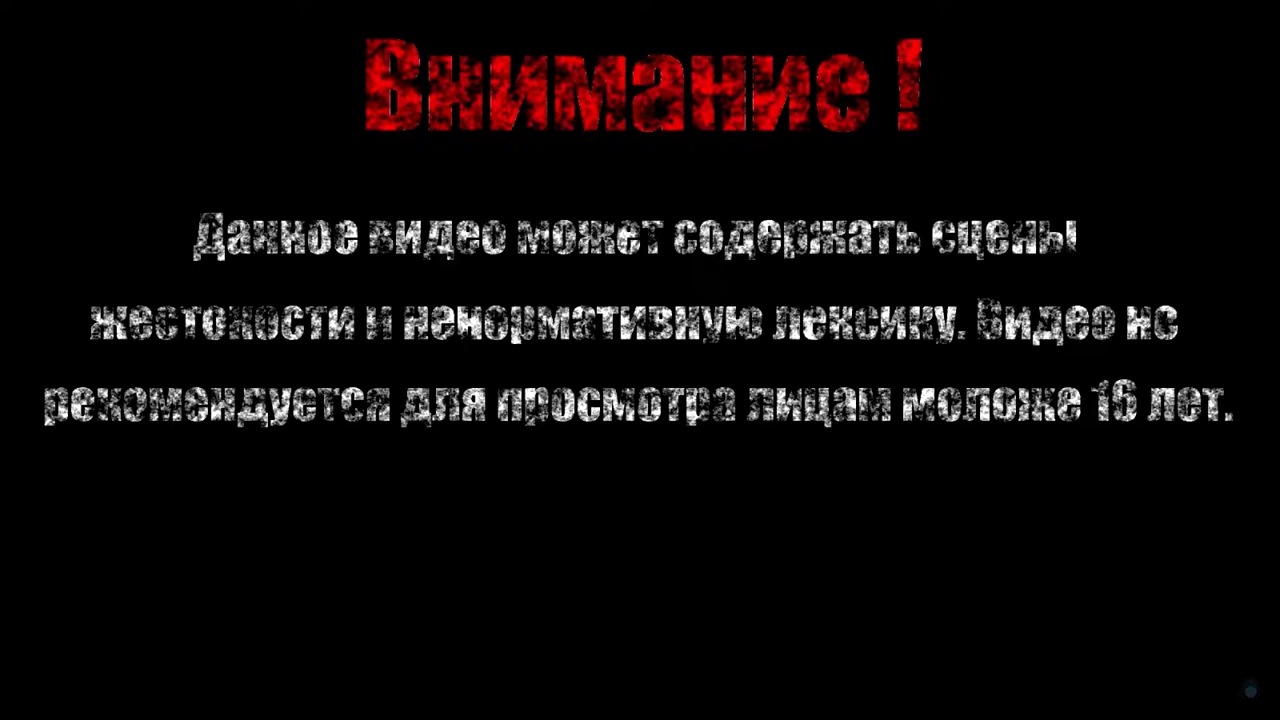 Внимание !
Данное видео может содержать сцены
жестокости и ненормативную лексику. Видео не
рекомендуется для просмотра лицам моложе 16 лет.